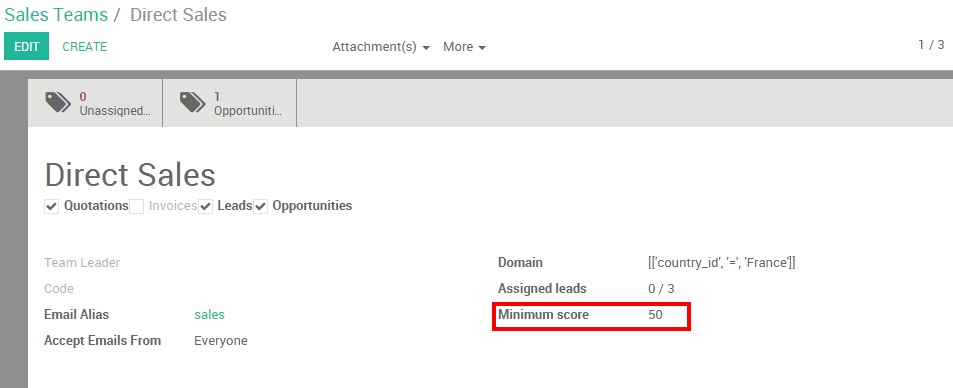 Sales Teams / Direct Sales
EDIT CREATE Attachment(s) More 1 / 3
0
Unassigned...
1
Opportuniti...
Direct Sales
Quotations Invoices Leads Opportunities
Team Leader
Code
Email Alias sales
Accept Emails From Everyone
Domain [['country_id', '=', 'France']]
Assigned leads 0 / 3
Minimum score 50